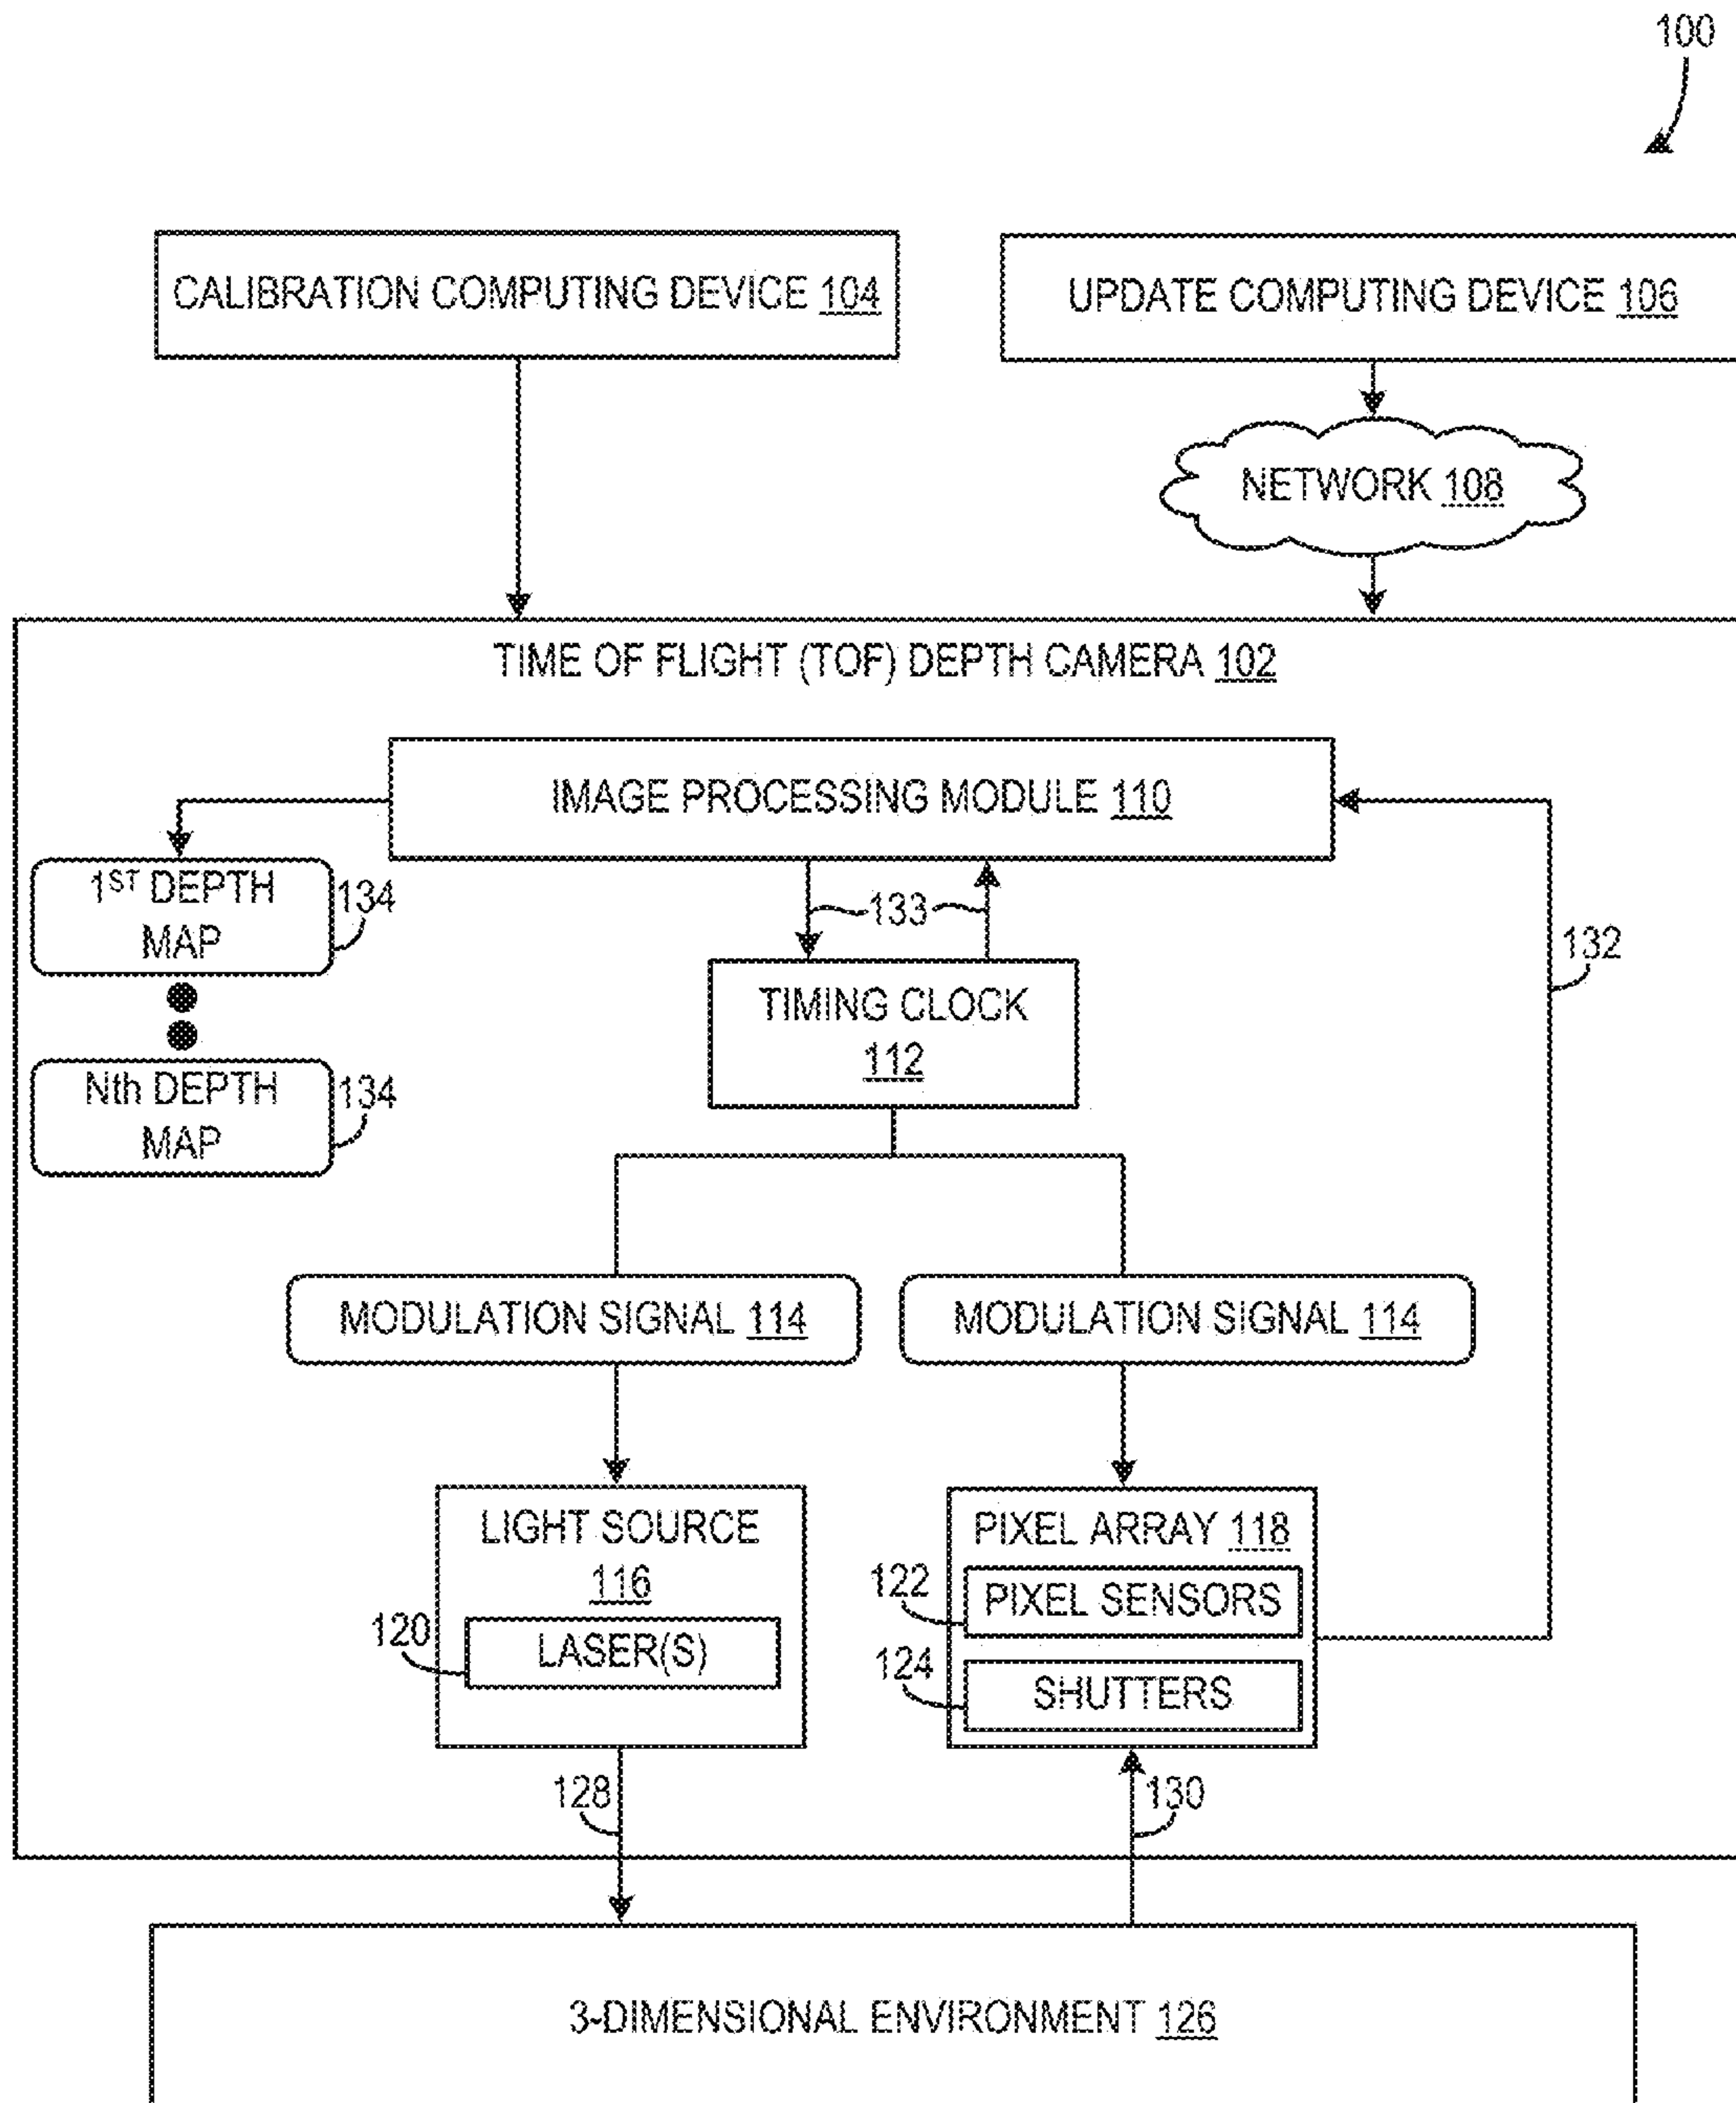 100
CALIBRATION COMPUTING DEVICE 104
UPDATE COMPUTING DEVICE 106
NETWORK 108
TIME OF FLIGHT (TOF) DEPTH CAMERA 102
IMAGE PROCESSING MODULE 110
1ST DEPTH
MAP
134
133
132
TIMING CLOCK
112
Nth DEPTH
MAP
134
MODULATION SIGNAL 114
MODULATION SIGNAL 114
LIGHT SOURCE
116
120
LASER(S)
PIXEL ARRAY 118
122
PIXEL SENSORS
124
SHUTTERS
128
130
3-DIMENSIONAL ENVIRONMENT 126